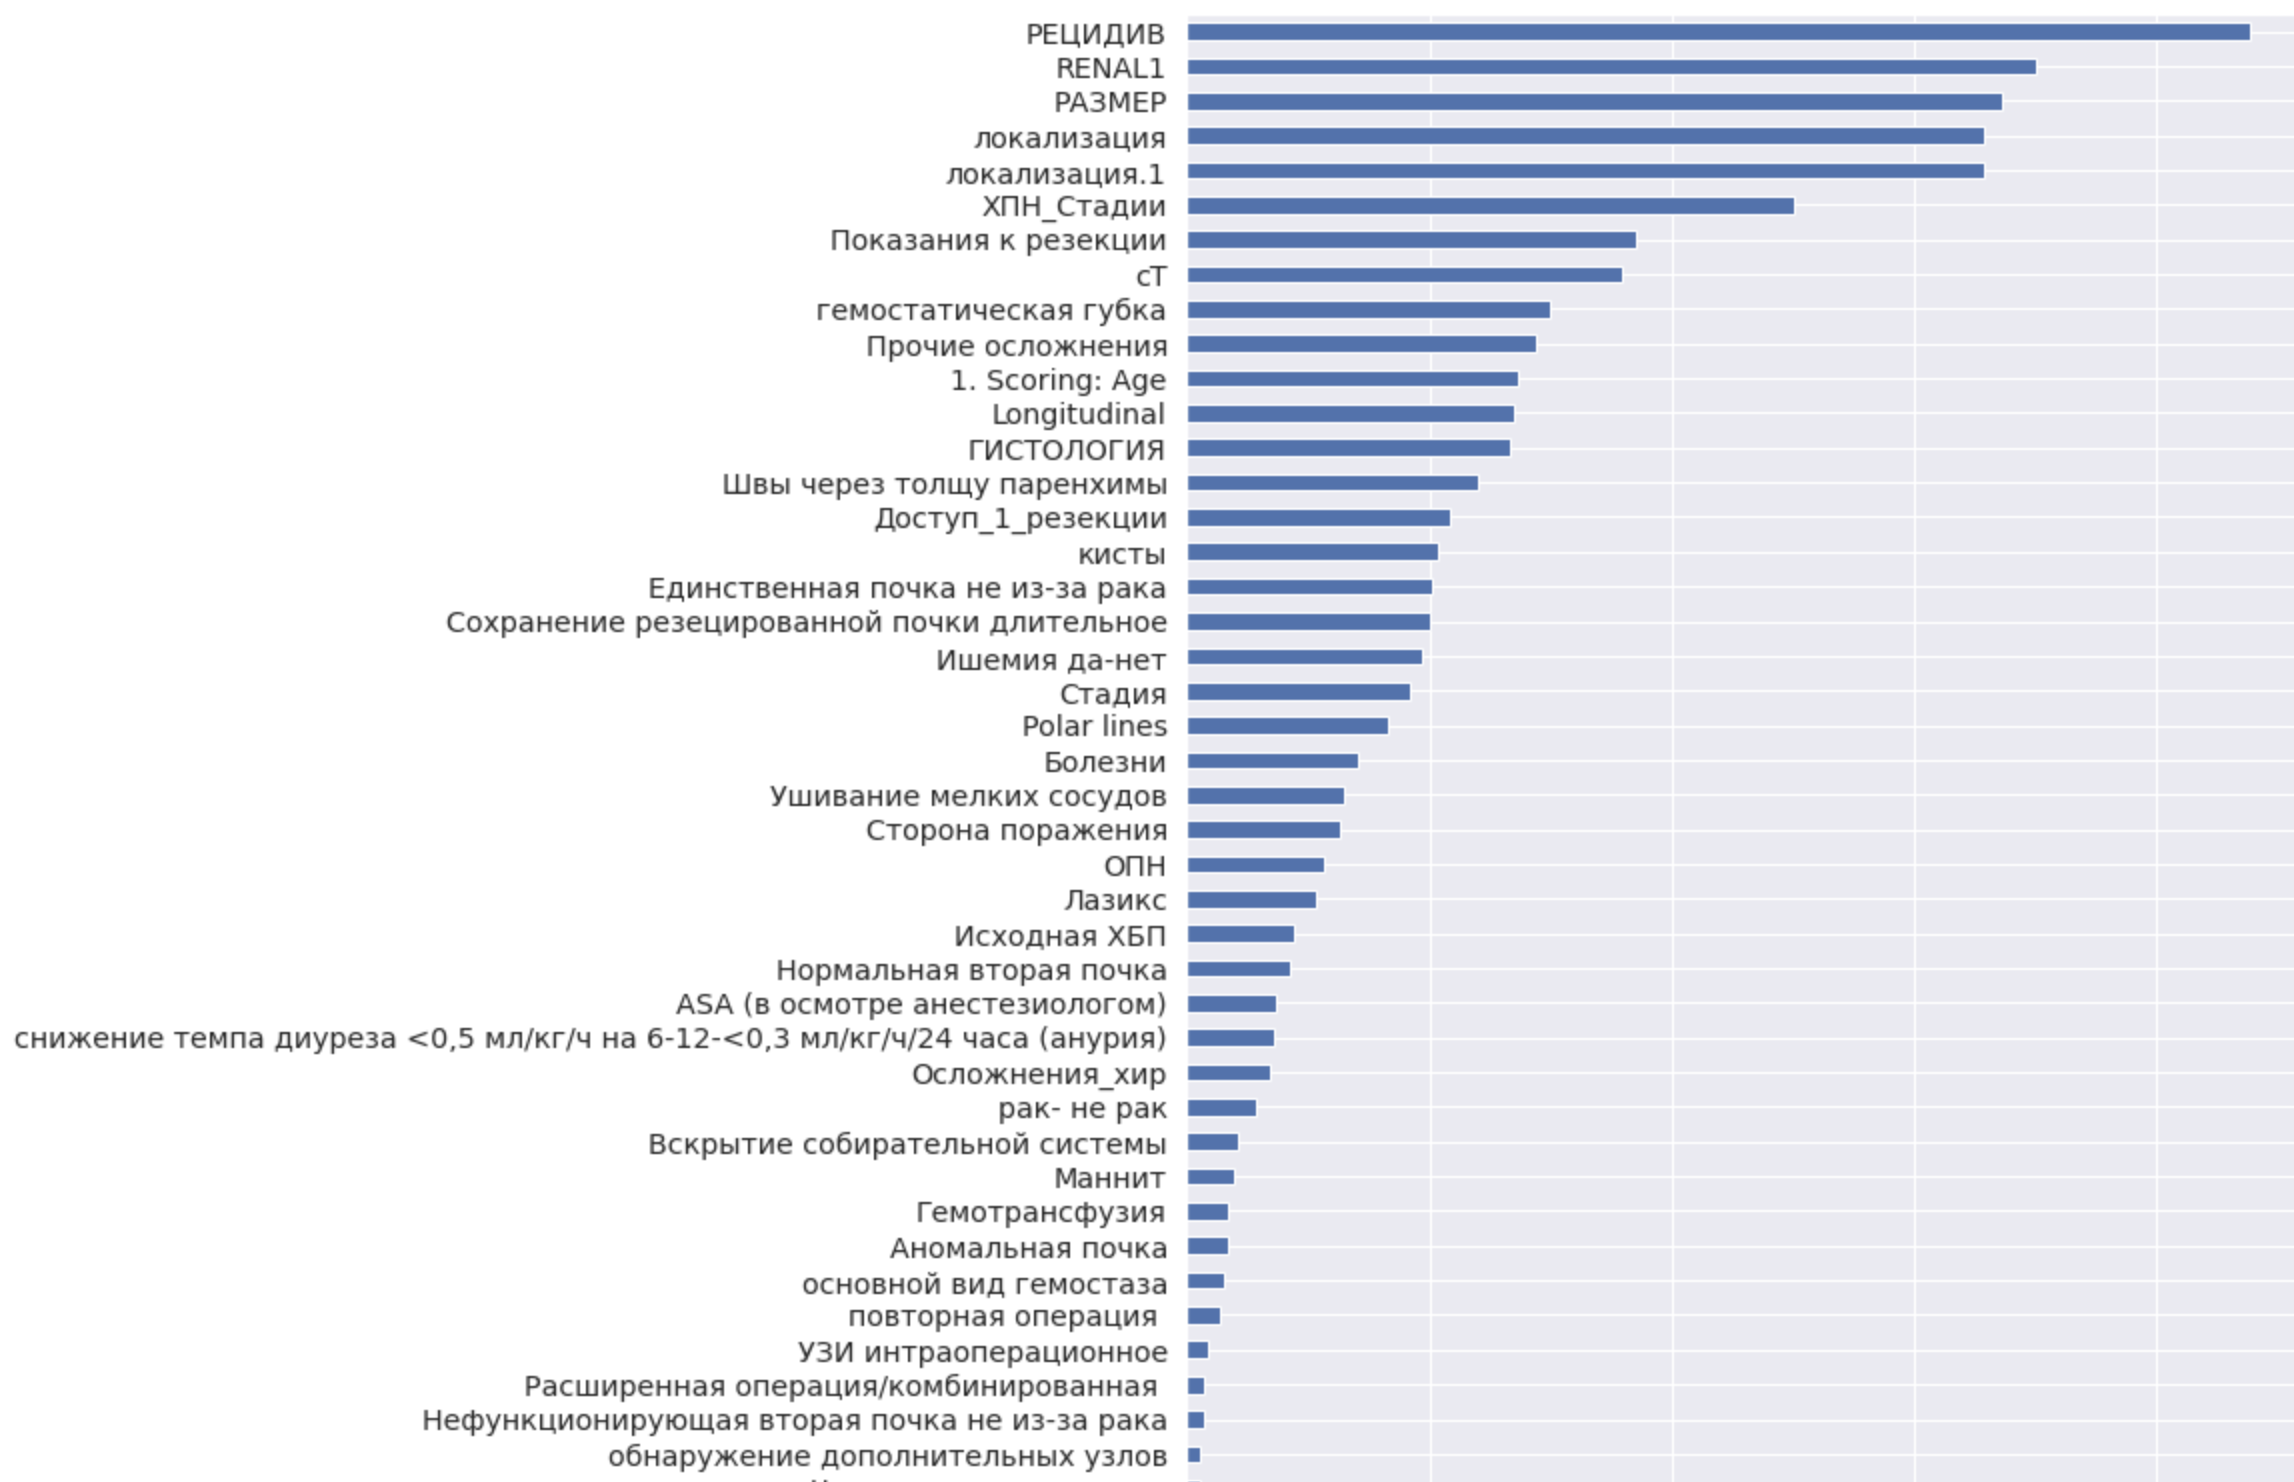 РЕЦИДИВ
RENAL1
РАЗМЕР
локализация
локализация.1
ХПН_Стадии
Показания к резекции
cT
гемостатическая губка
Прочие осложнения
1. Scoring: Age
Longitudinal
ГИСТОЛОГИЯ
Швы через толщу паренхимы
Доступ_1_резекции
кисты
Единственная почка не из-за рака
Сохранение резецированной почки длительное
Ишемия да-нет
Стадия
Polar lines
Болезни
Ушивание мелких сосудов
Сторона поражения
ОПН
Лазикс
Исходная ХБП
Нормальная вторая почка
ASA (в осмотре анестезиологом)
снижение темпа диуреза <0,5 мл/кг/ч на 6-12-<0,3 мл/кг/ч/24 часа (анурия)
Осложнения_хир
рак- не рак
Вскрытие собирательной системы
Маннит
Гемотрансфузия
Аномальная почка
основной вид гемостаза
повторная операция
УЗИ интраоперационное
Расширенная операция/комбинированная
Нефункционирующая вторая почка не из-за рака
обнаружение дополнительных узлов